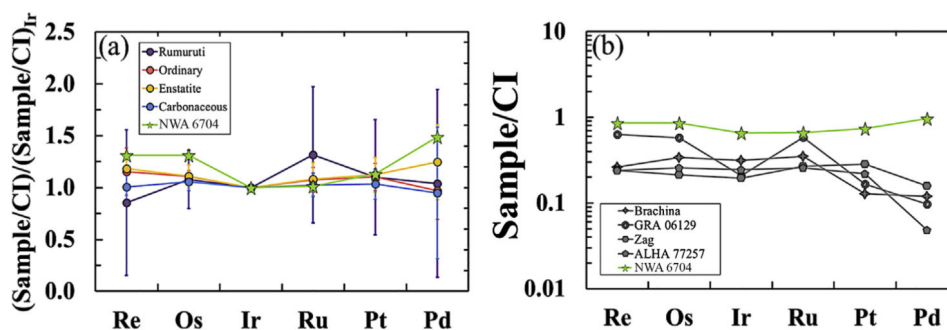 (a)
(Sample/CI)/(Sample/CI)Ir
2.5
2.0
1.5
1.0
0.5
0.0
Rumuruti
Ordinary
Enstatite
Carbonaceous
NWA 6704
Re Os Ir Ru Pt Pd
(b)
Sample/CI
10
1
0.1
0.01
Brachina
GRA 06129
Zag
ALHA 77257
NWA 6704
Re Os Ir Ru Pt Pd